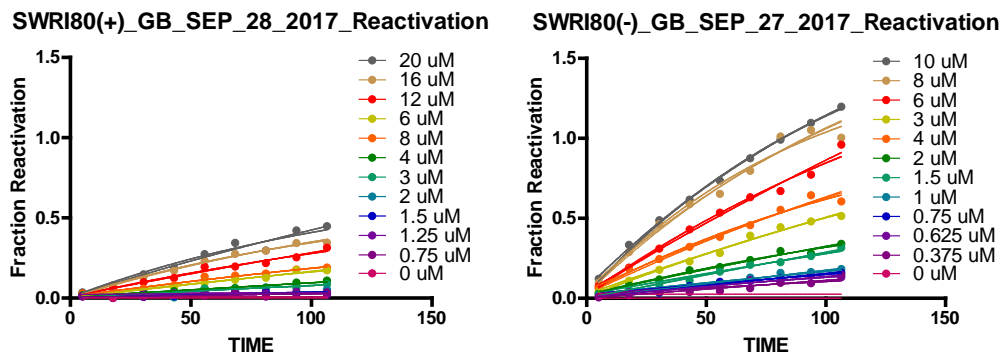 SWRI80(+)_GB_SEP_28_2017_Reactivation
1.5
1.0
0.5
0.0
0
50
100
150
Fraction Reactivation
TIME
20 uM
16 uM
12 uM
6 uM
8 uM
4 uM
3 uM
2 uM
1.5 uM
1.25 uM
0.75 uM
0 uM
SWRI80(-)_GB_SEP_27_2017_Reactivation
1.5
1.0
0.5
0.0
0
50
100
150
Fraction Reactivation
TIME
10 uM
8 uM
6 uM
3 uM
4 uM
2 uM
1.5 uM
1 uM
0.75 uM
0.625 uM
0.375 uM
0 uM